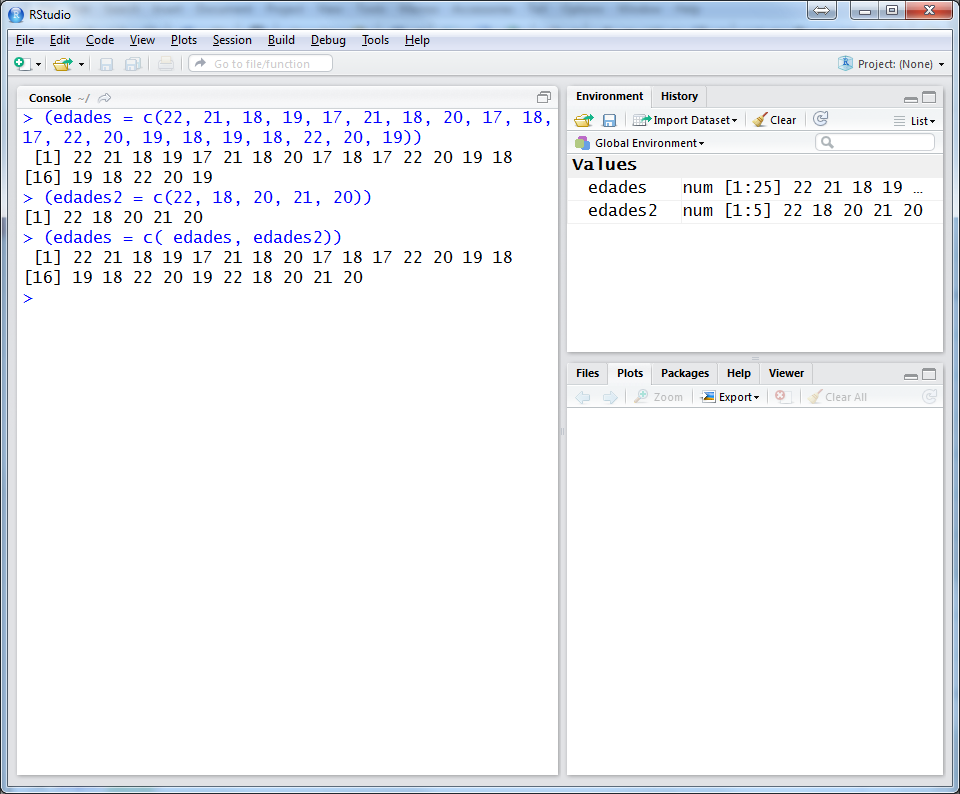 RStudio
File Edit Code View Plots Session Build Debug Tools Help
Go to file/function
Project: (None)
Console ~/
> (edades = c(22, 21, 18, 19, 17, 21, 18, 20, 17, 18,
17, 22, 20, 19, 18, 19, 18, 22, 20, 19))
[1] 22 21 18 19 17 21 18 20 17 18 17 22 20 19 18
[16] 19 18 22 20 19
> (edades2 = c(22, 18, 20, 21, 20))
[1] 22 18 20 21 20
> (edades = c( edades, edades2))
[1] 22 21 18 19 17 21 18 20 17 18 17 22 20 19 18
[16] 19 18 22 20 19 22 18 20 21 20
>
Environment History
Import Dataset Clear List
Global Environment
Values
edades num [1:25] 22 21 18 19 …
edades2 num [1:5] 22 18 20 21 20
Files Plots Packages Help Viewer
Zoom Export Clear All